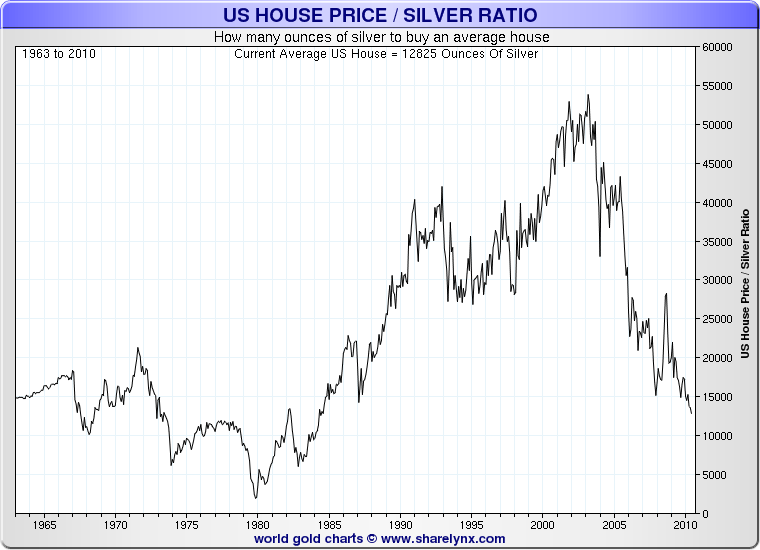 US HOUSE PRICE / SILVER RATIO
How many ounces of silver to buy an average house
1963 to 2010
Current Average US House = 12825 Ounces Of Silver
60000
55000
50000
45000
40000
35000
30000
25000
20000
15000
10000
5000
0
US House Price / Silver Ratio
1965 1970 1975 1980 1985 1990 1995 2000 2005 2010
world gold charts © www.sharelynx.com